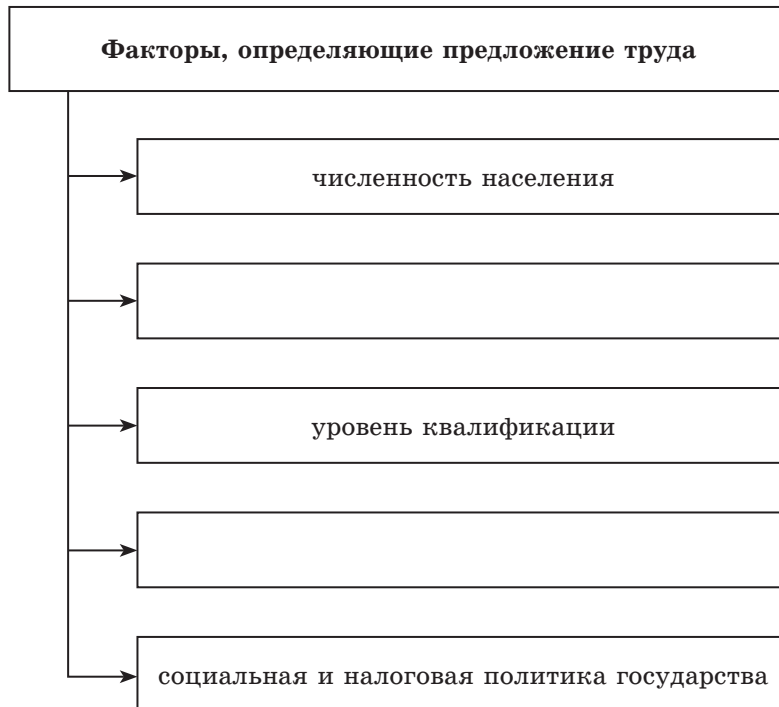 Факторы, определяющие предложение труда
численность населения
уровень квалификации
социальная и налоговая политика государства